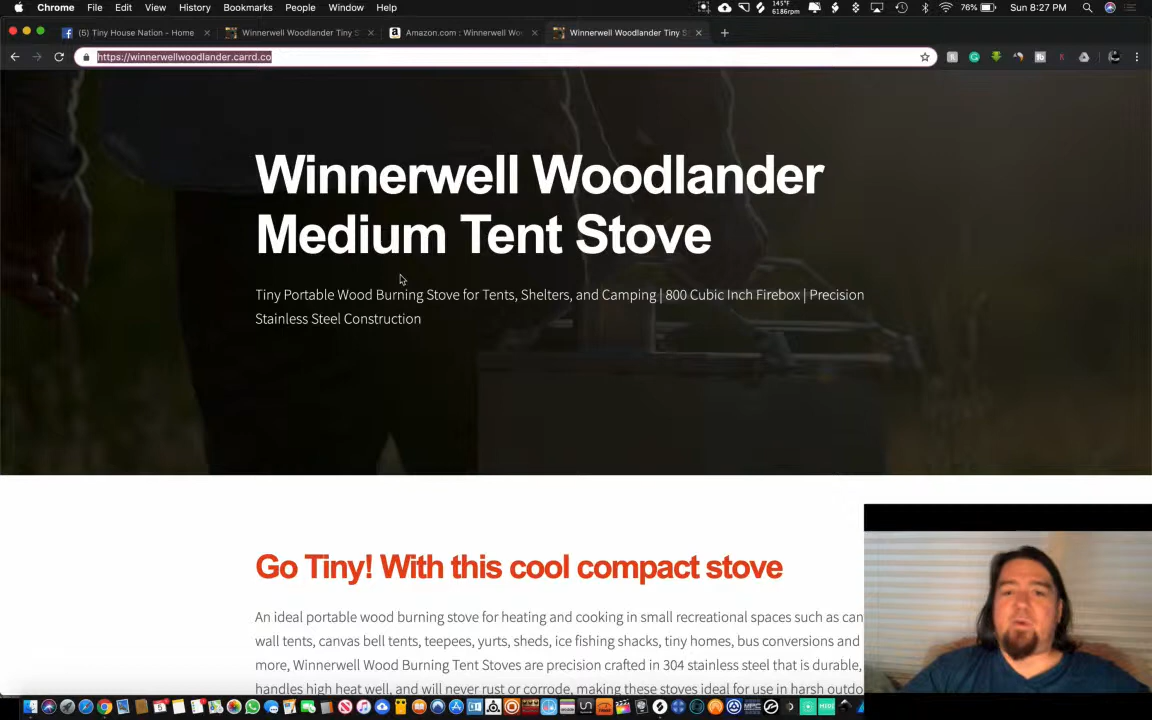 Chrome File Edit View History Bookmarks People Window Help 145°F 6186rpm 76% Sun 8:27 PM
(5) Tiny House Nation - Home Winnerwell Woodlander Tiny S Amazon.com : Winnerwell Wo Winnerwell Woodlander Tiny S
https://winnerwellwoodlander.carrd.co
Winnerwell Woodlander
Medium Tent Stove
Tiny Portable Wood Burning Stove for Tents, Shelters, and Camping | 800 Cubic Inch Firebox | Precision
Stainless Steel Construction
Go Tiny! With this cool compact stove
An ideal portable wood burning stove for heating and cooking in small recreational spaces such as can
wall tents, canvas bell tents, teepees, yurts, sheds, ice fishing shacks, tiny homes, bus conversions and
more, Winnerwell Wood Burning Tent Stoves are precision crafted in 304 stainless steel that is durable,
handles high heat well, and will never rust or corrode, making these stoves ideal for use in harsh outdo